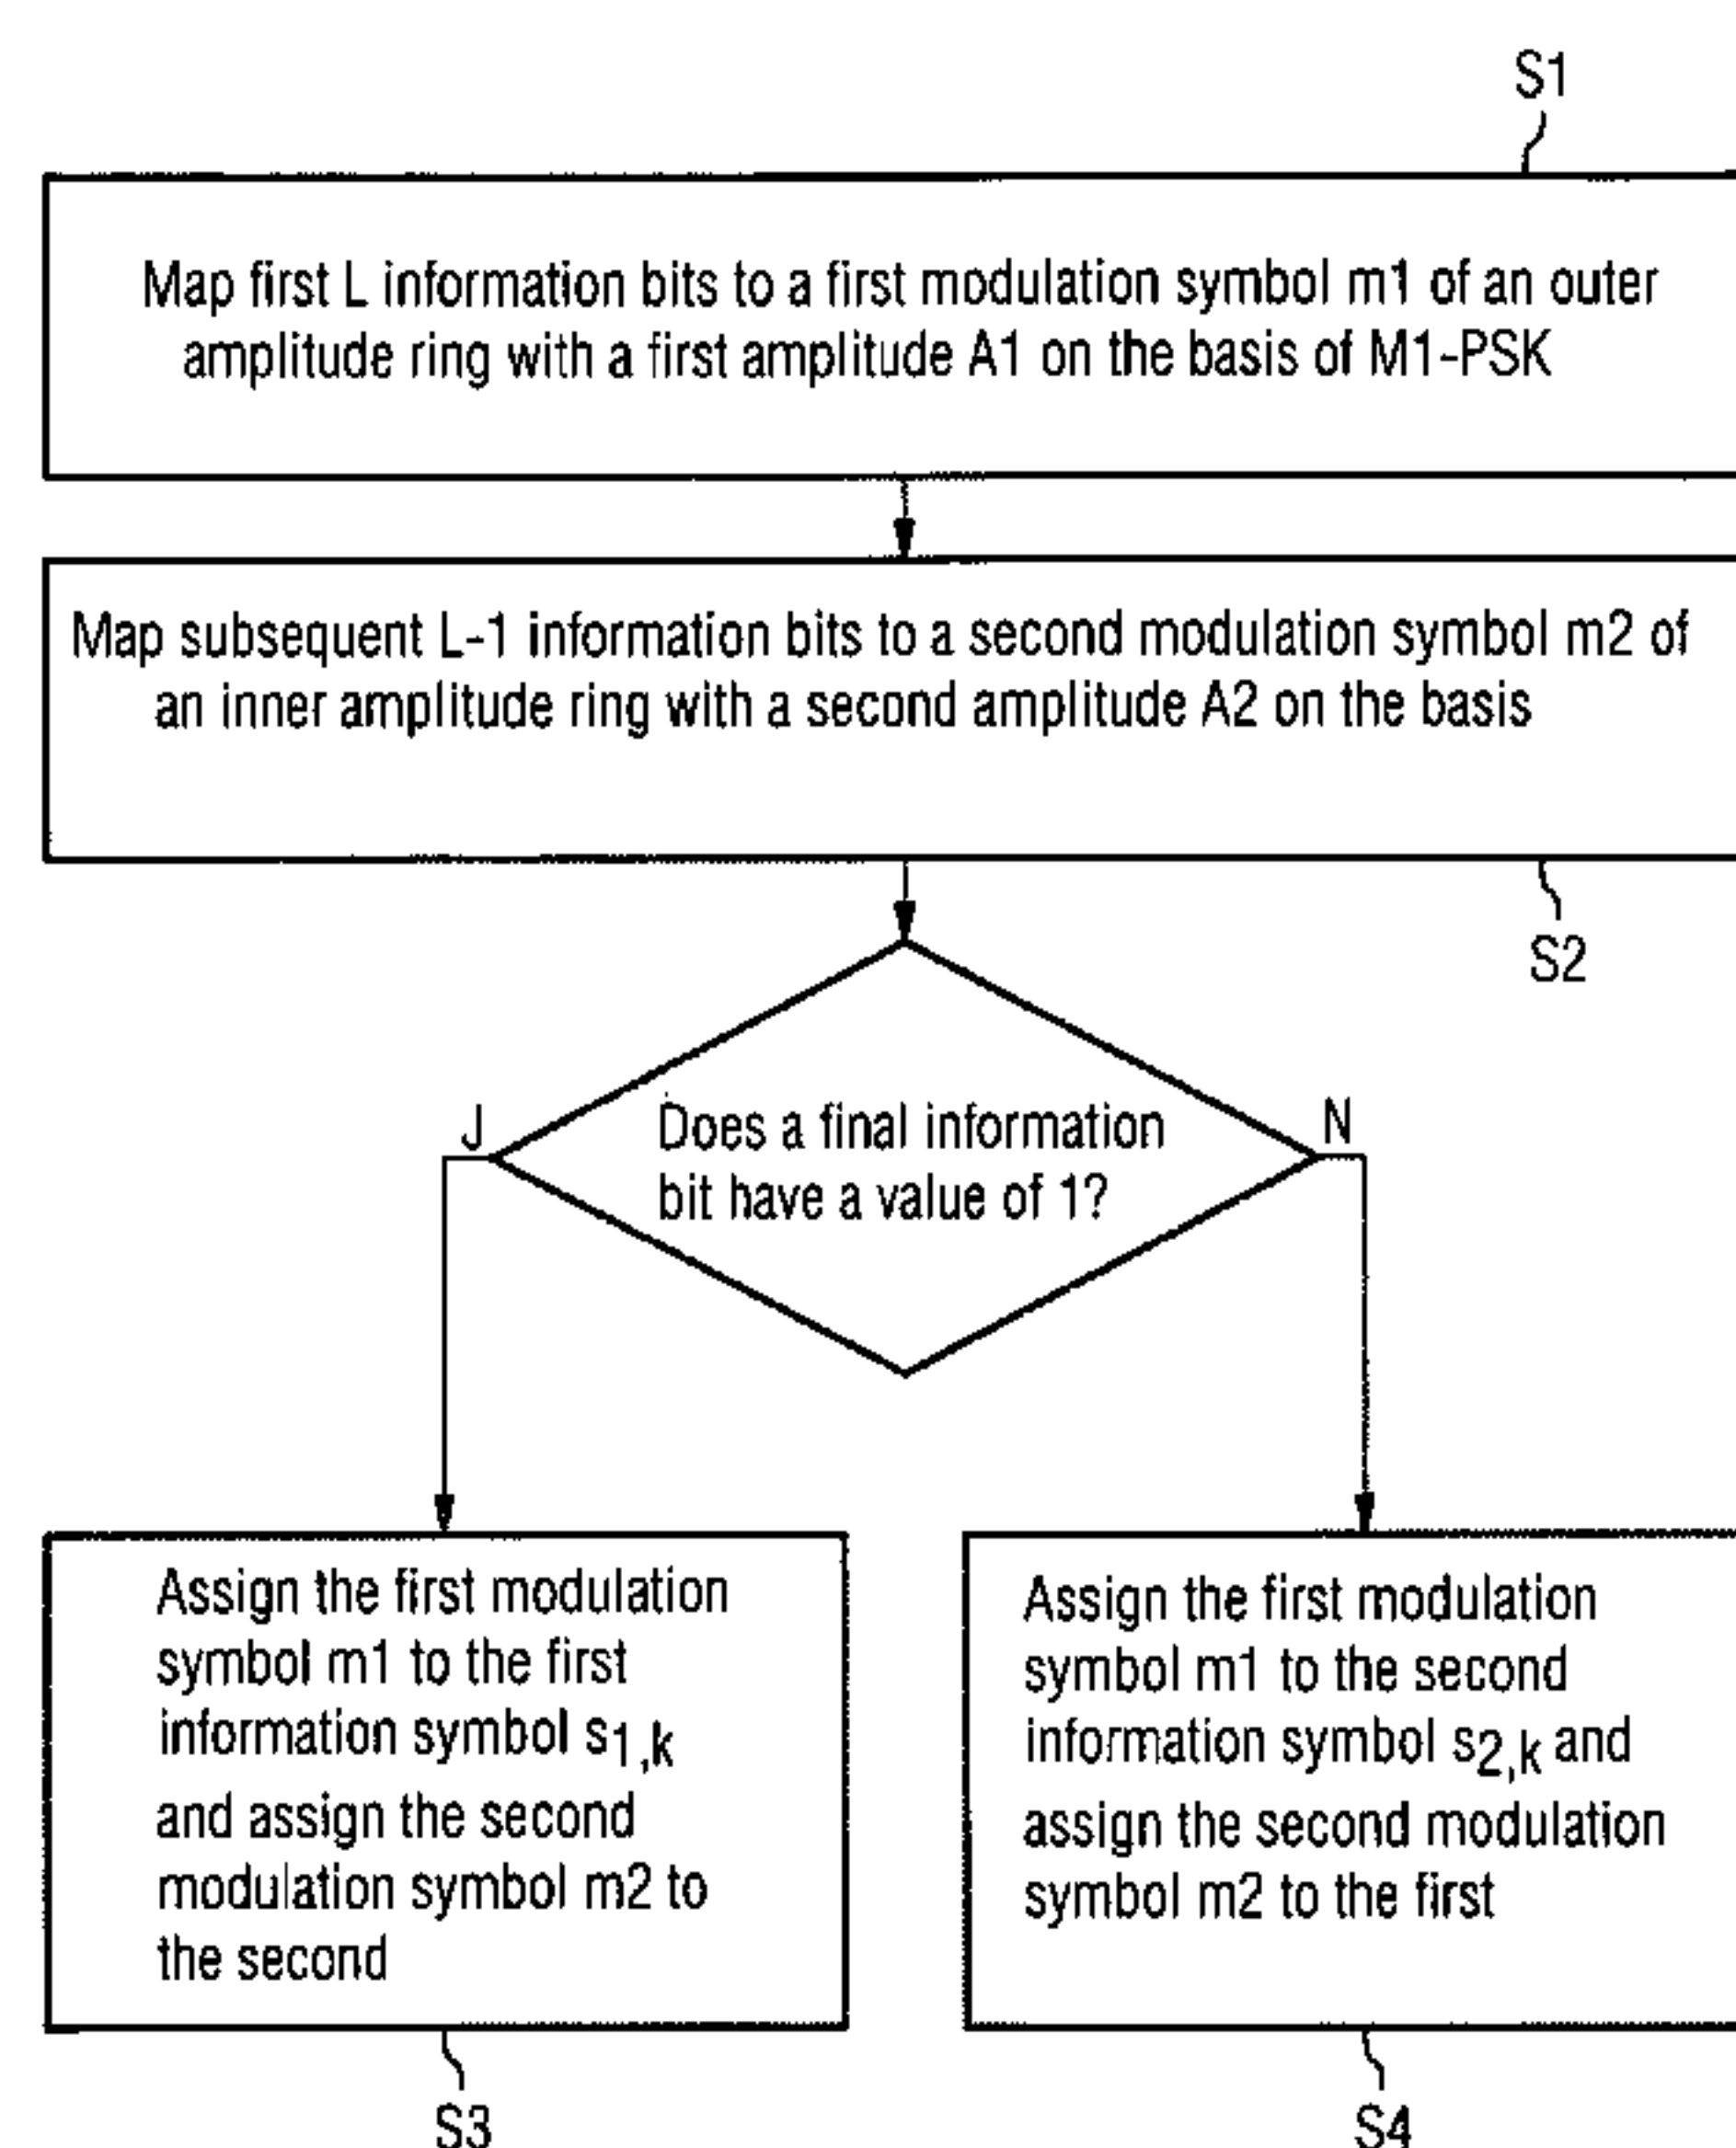 S1
Map first L information bits to a first modulation symbol m1 of an outer
amplitude ring with a first amplitude A1 on the basis of M1-PSK
Map subsequent L-1 information bits to a second modulation symbol m2 of
an inner amplitude ring with a second amplitude A2 on the basis
S2
J
Does a final information
bit have a value of 1?
N
Assign the first modulation
symbol m1 to the first
information symbol s1,k
and assign the second
modulation symbol m2 to
the second
Assign the first modulation
symbol m1 to the second
information symbol s2,k and
assign the second modulation
symbol m2 to the first
S3
S4